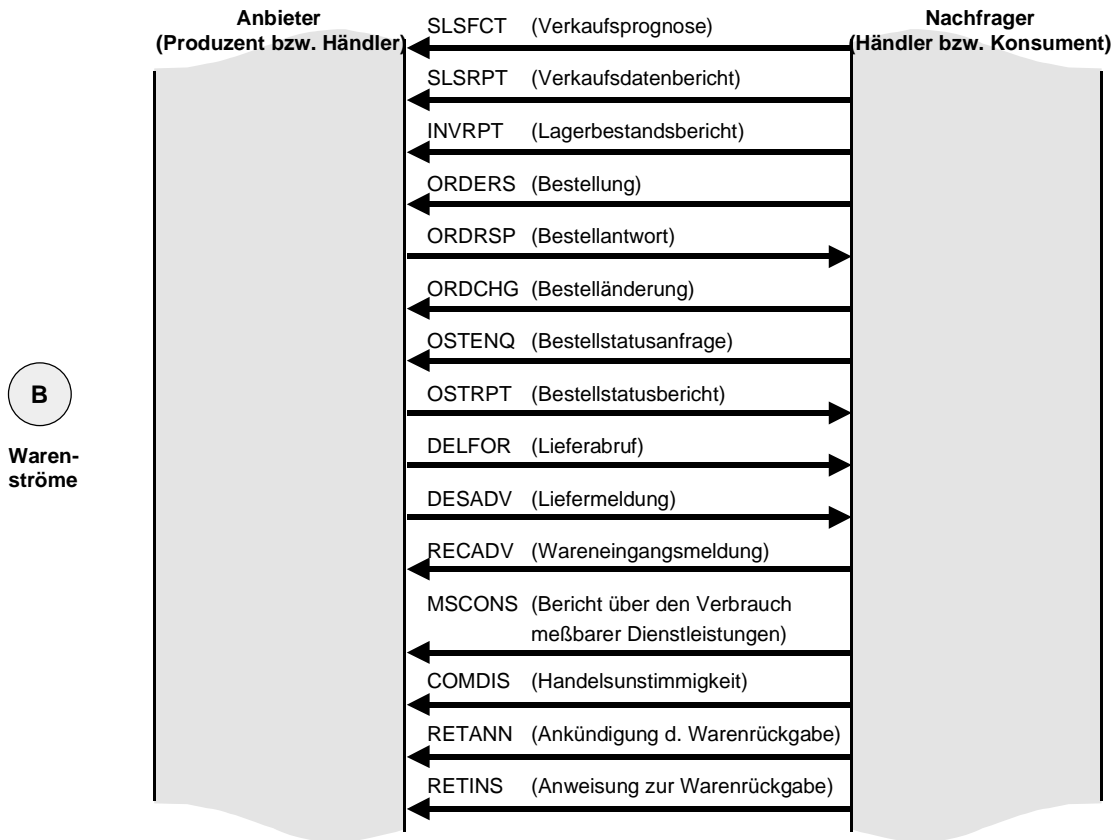 Anbieter
(Produzent bzw. Händler)
Nachfrager
(Händler bzw. Konsument)
SLSFCT (Verkaufsprognose)
SLSRPT (Verkaufsdatenbericht)
INVRPT (Lagerbestandsbericht)
ORDERS (Bestellung)
ORDRSP (Bestellantwort)
ORDCHG (Bestelländerung)
OSTENQ (Bestellstatusanfrage)
OSTRPT (Bestellstatusbericht)
DELFOR (Lieferabruf)
DESADV (Liefermeldung)
RECADV (Wareneingangsmeldung)
MSCONS (Bericht über den Verbrauch
meßbarer Dienstleistungen)
COMDIS (Handelsunstimmigkeit)
RETANN (Ankündigung d. Warenrückgabe)
RETINS (Anweisung zur Warenrückgabe)
B
Waren-
ströme